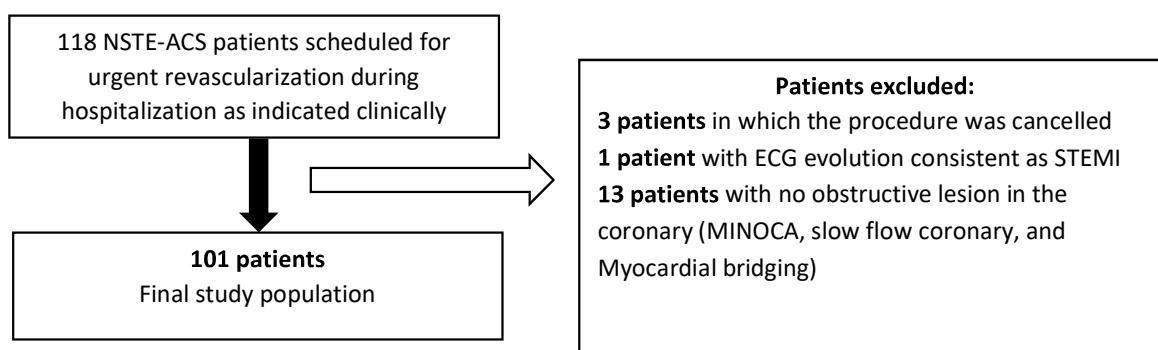 118 NSTE-ACS patients scheduled for
urgent revascularization during
hospitalization as indicated clinically
Patients excluded:
3 patients in which the procedure was cancelled
1 patient with ECG evolution consistent as STEMI
13 patients with no obstructive lesion in the
coronary (MINOCA, slow flow coronary, and
Myocardial bridging)
101 patients
Final study population